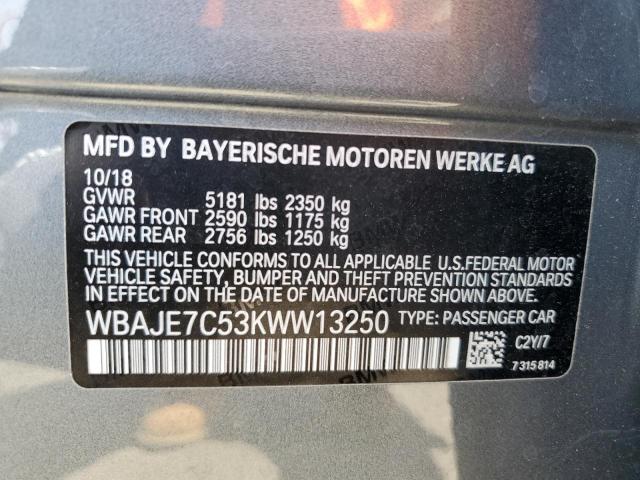 MFD BY BAYERISCHE MOTOREN WERKE AG
10/18
GVWR 5181 lbs 2350 kg
GAWR FRONT 2590 lbs 1175 kg
GAWR REAR 2756 lbs 1250 kg
THIS VEHICLE CONFORMS TO ALL APPLICABLE U.S.FEDERAL MOTOR
VEHICLE SAFETY, BUMPER AND THEFT PREVENTION STANDARDS
IN EFFECT ON THE DATE OF MANUFACTURE SHOWN ABOVE.
WBAJE7C53KWW13250 TYPE: PASSENGER CAR
C2Y/7
7315814